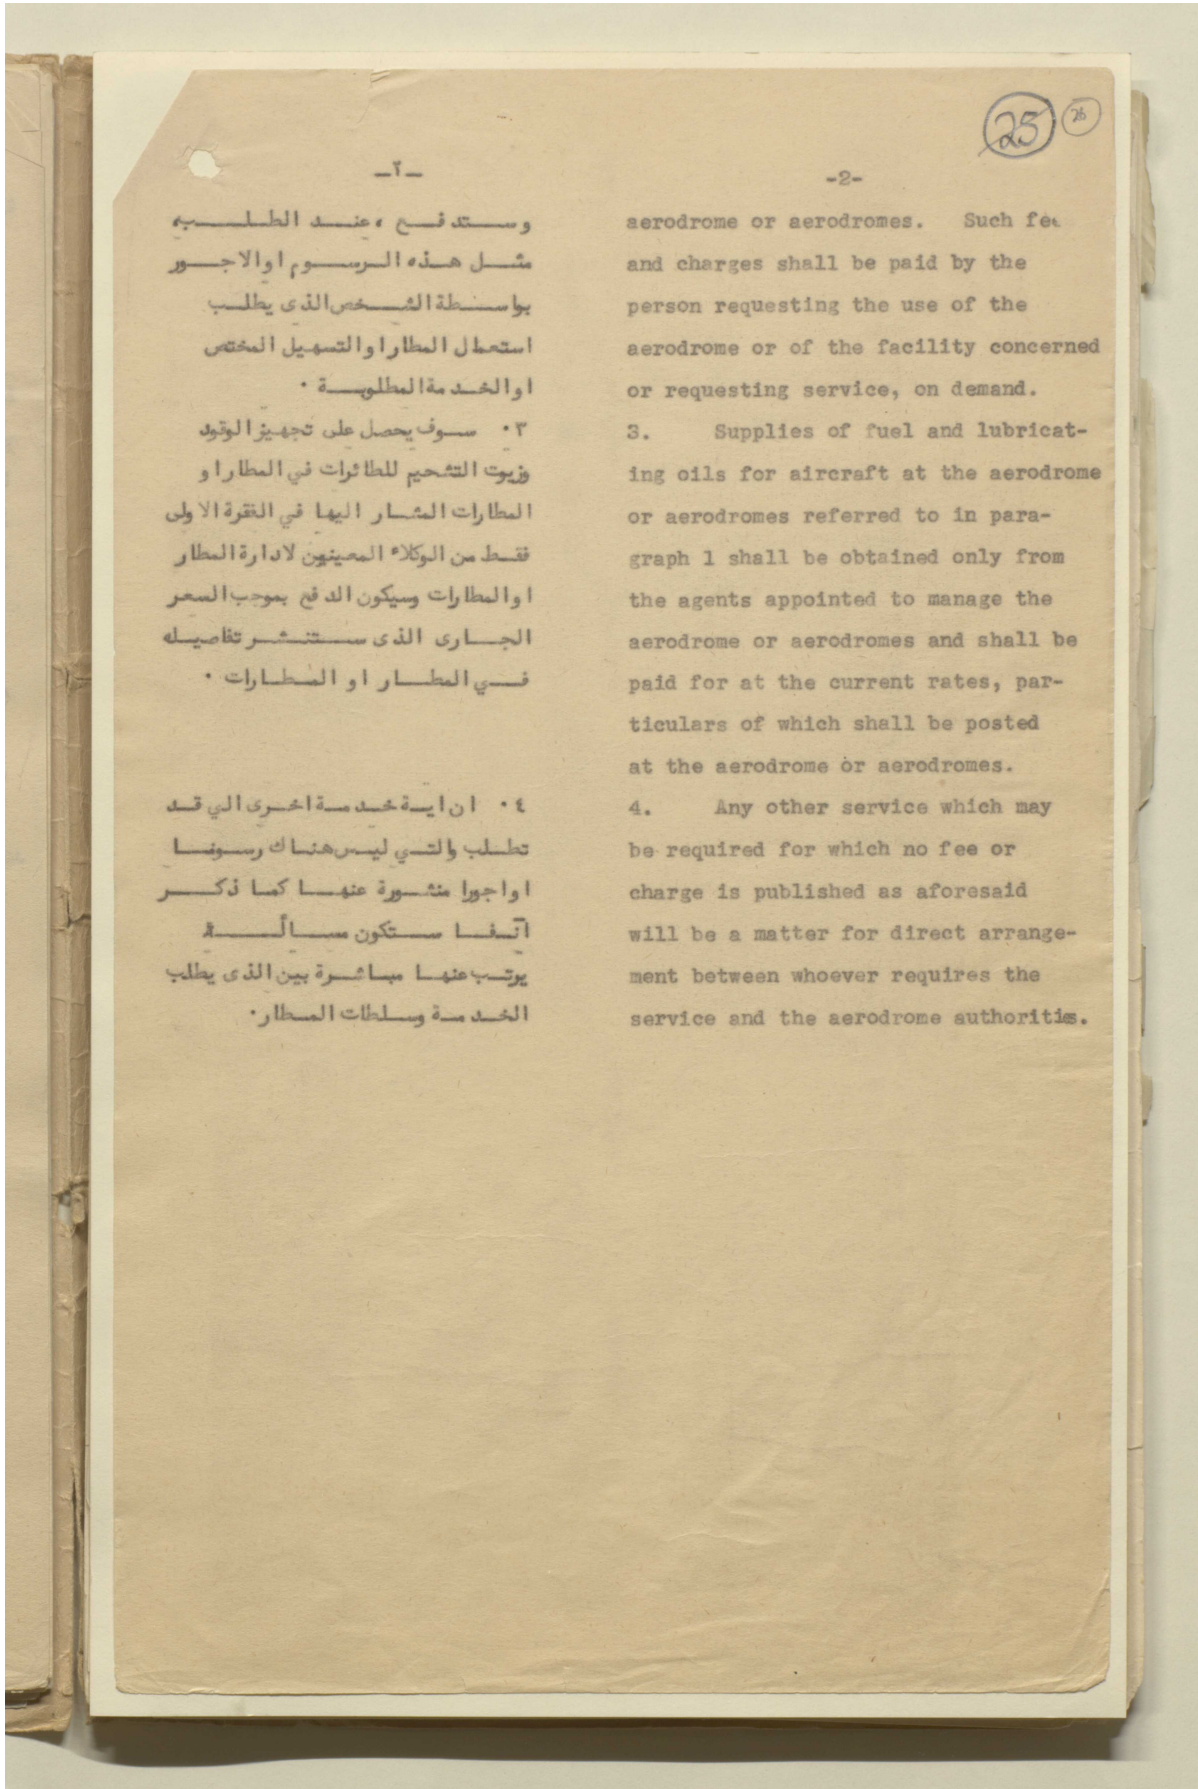 25
26
-2-
aerodrome or aerodromes. Such fee
and charges shall be paid by the
person requesting the use of the
aerodrome or of the facility concerned
or requesting service, on demand.
3. Supplies of fuel and lubricat-
ing oils for aircraft at the aerodrome
or aerodromes referred to in para-
graph 1 shall be obtained only from
the agents appointed to manage the
aerodrome or aerodromes and shall be
paid for at the current rates, par-
ticulars of which shall be posted
at the aerodrome or aerodromes.
4. Any other service which may
be required for which no fee or
charge is published as aforesaid
will be a matter for direct arrange-
ment between whoever requires the
service and the aerodrome authorities.
-٢-
وستدفع ،عند الطلبه
مثل هذه الرسوم او الاجور
بواسطة الشخص الذى يطلب
استعمال المطار او التسهيل المختص
او الخدمة المطلوبة ٠
٣٠ سوف يحصل على تجهيز الوقود
وزيوت التشحيم للطائرات في المطار او
المطارات المشار اليها في الفقرة الاولى
فقط من الوكلاء المعينين لادارة المطار
او المطارات وسيكون الدفع بموجب السعر
الجارى الذى ستنشر تفاصيله
في المطار او المطارات ٠
٤٠ ان اية خدمة اخرى الي قد
تطلب والتي ليس هناك رسوما
او اجورا منشورة عنها كما ذكر
آنفا ستكون مسألة
يرتب عنها مباشرة بين الذى يطلب
الخدمة وسلطات المطار٠